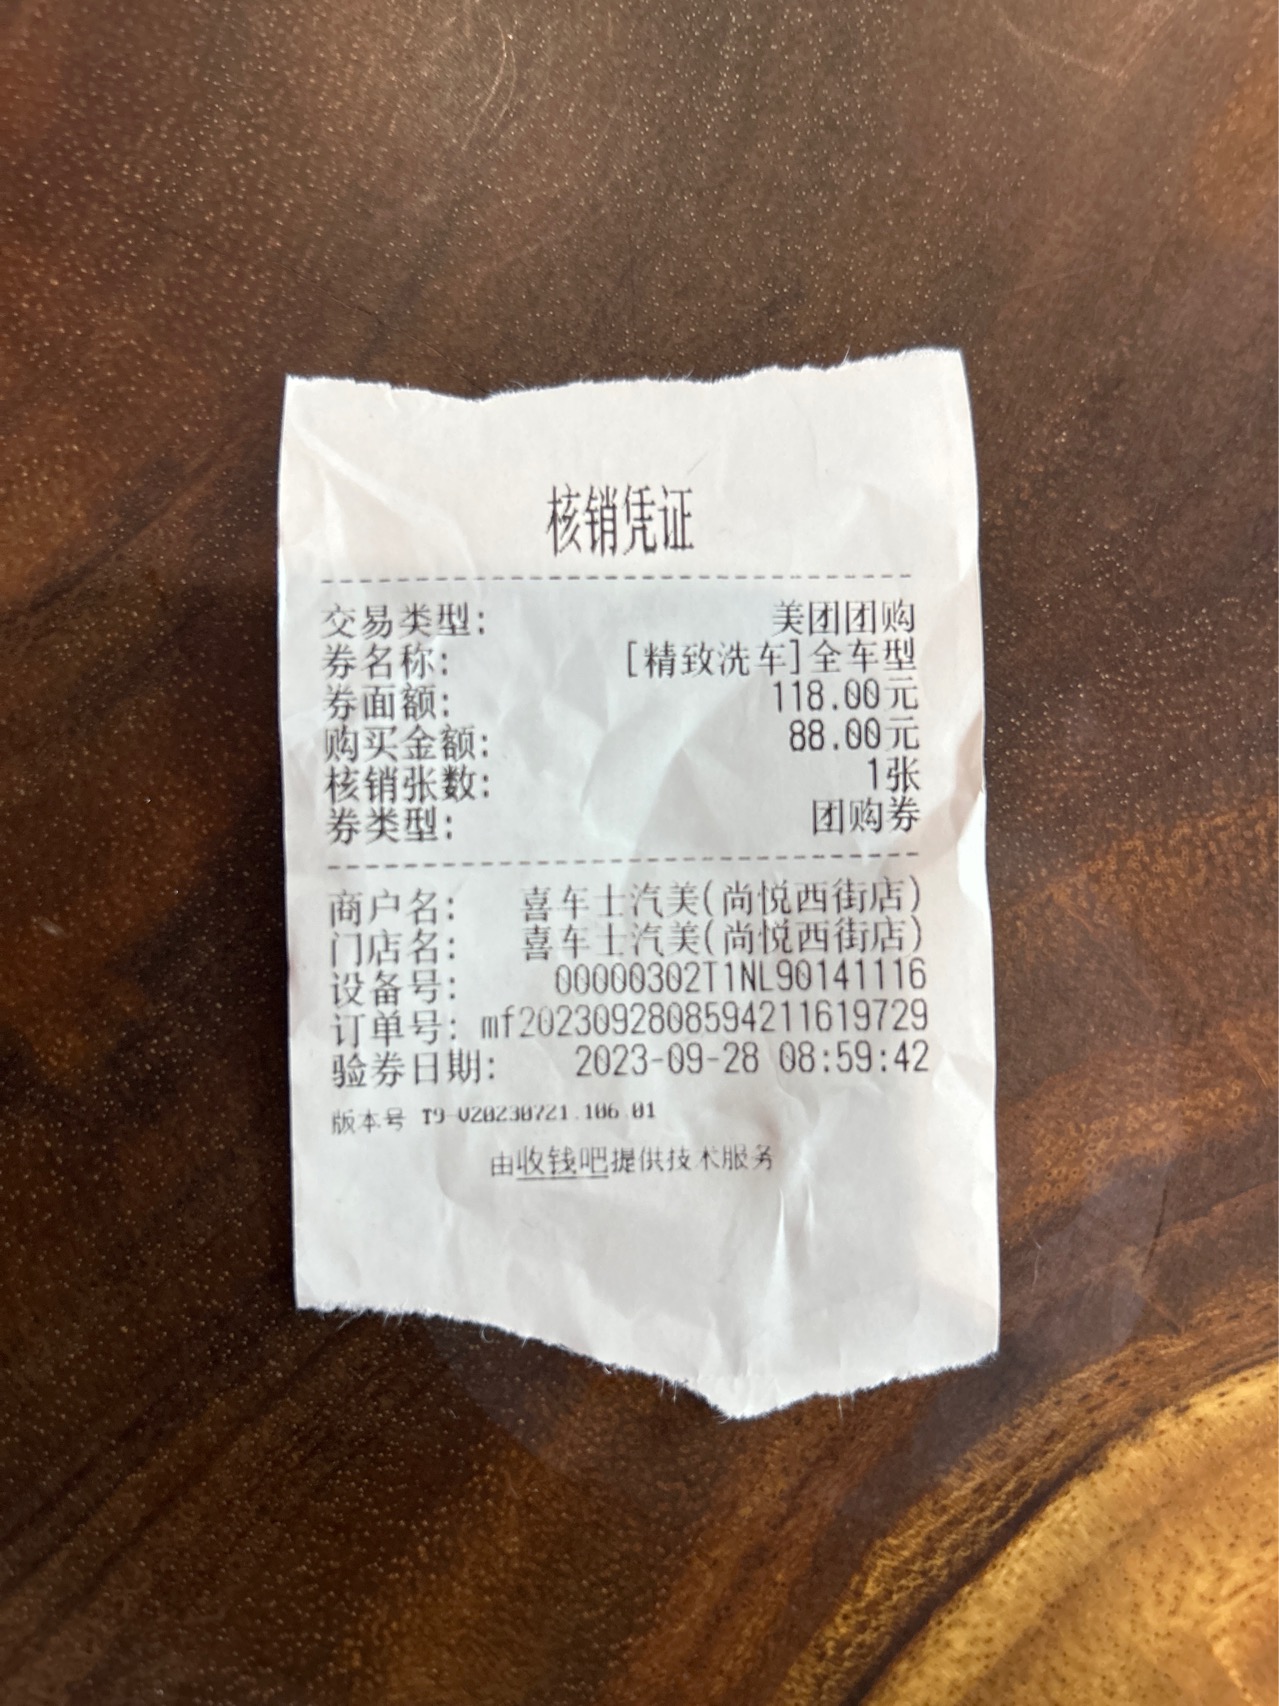 核销凭证
交易类型: 美团团购
券名称: [精致洗车]全车型
券面额: 118.00元
购买金额: 88.00元
核销张数: 1张
券类型: 团购券
商户名: 喜车士汽美(尚悦西街店)
门店名: 喜车士汽美(尚悦西街店)
设备号: 00000302T1NL90141116
订单号: mf2023092808594211619729
验券日期: 2023-09-28 08:59:42
版本号 T9-V20230721.106.01
由收钱吧提供技术服务